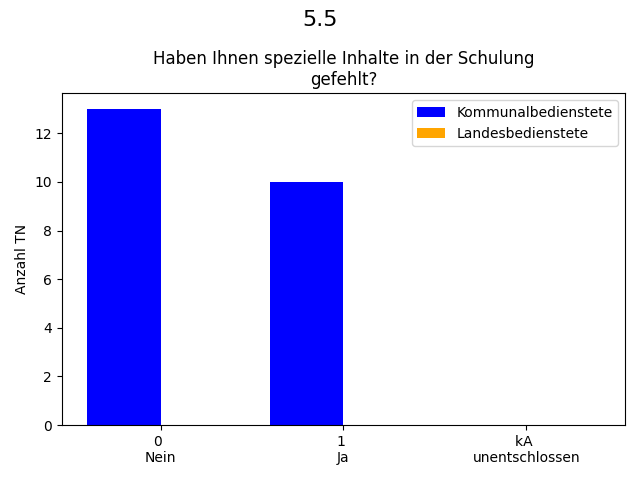 5.5
Haben Ihnen spezielle Inhalte in der Schulung
gefehlt?
Kommunalbedienstete
Landesbedienstete
Anzahl TN
12
10
8
6
4
2
0
0
Nein
1
Ja
kA
unentschlossen